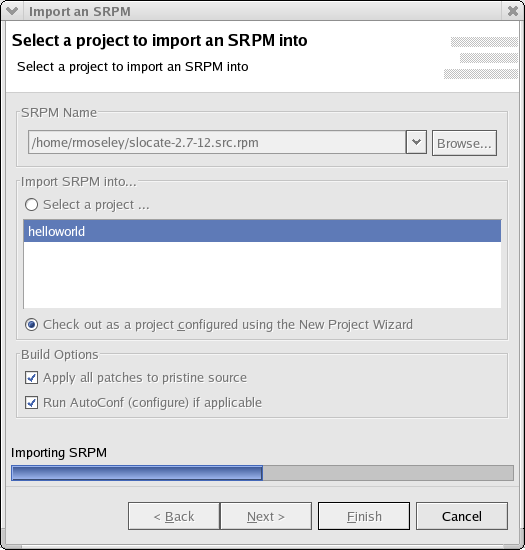 Import an SRPM
Select a project to import an SRPM into
Select a project to import an SRPM into
SRPM Name
/home/rmoseley/slocate-2.7-12.src.rpm
Browse...
Import SRPM into...
Select a project ...
helloworld
Check out as a project configured using the New Project Wizard
Build Options
Apply all patches to pristine source
Run AutoConf (configure) if applicable
Importing SRPM
< Back
Next >
Finish
Cancel